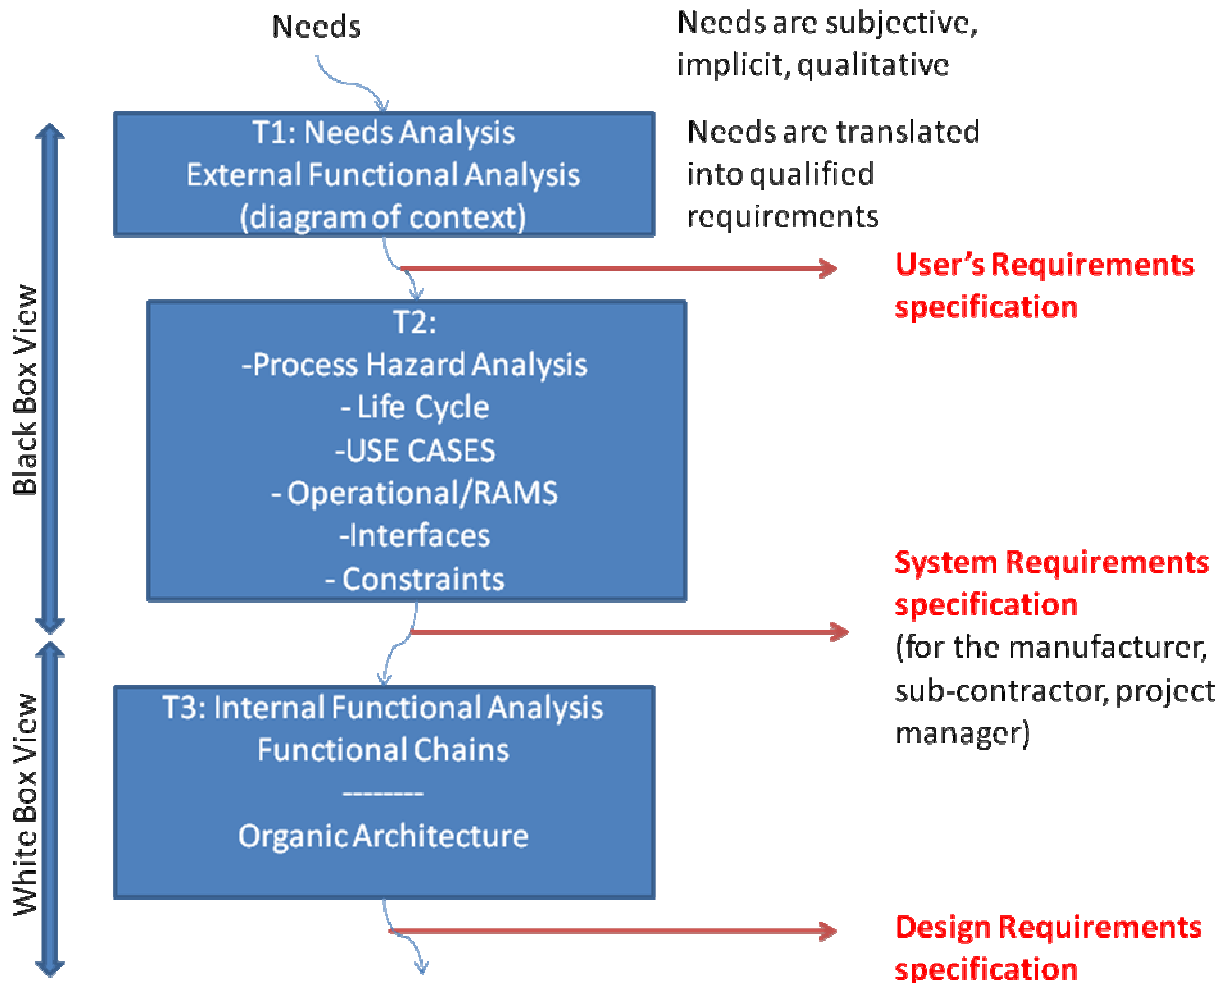 Needs
Needs are subjective,
implicit, qualitative
T1: Needs Analysis
External Functional Analysis
(diagram of context)
Needs are translated
into qualified
requirements
User's Requirements
specification
Black Box View
T2:
-Process Hazard Analysis
- Life Cycle
-USE CASES
- Operational/RAMS
-Interfaces
- Constraints
System Requirements
specification
(for the manufacturer,
sub-contractor, project
manager)
White Box View
T3: Internal Functional Analysis
Functional Chains
--------
Organic Architecture
Design Requirements
specification